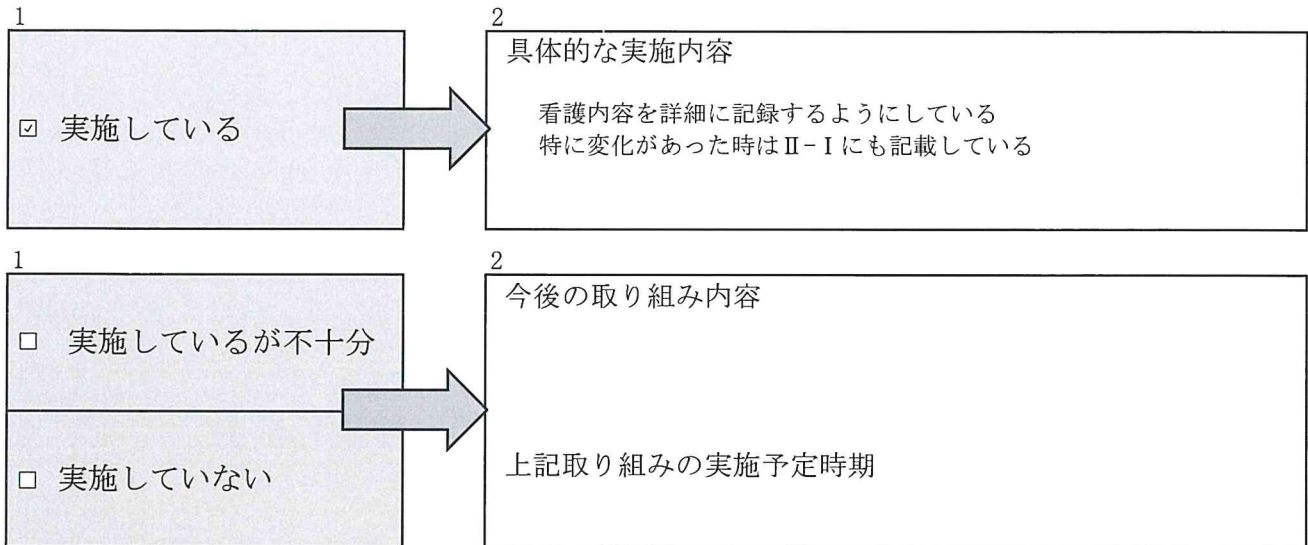 1
2
☑ 実施している
具体的な実施内容
看護内容を詳細に記録するようにしている
特に変化があった時はⅡ-Ⅰにも記載している
1
2
□ 実施しているが不十分
□ 実施していない
今後の取り組み内容
上記取り組みの実施予定時期